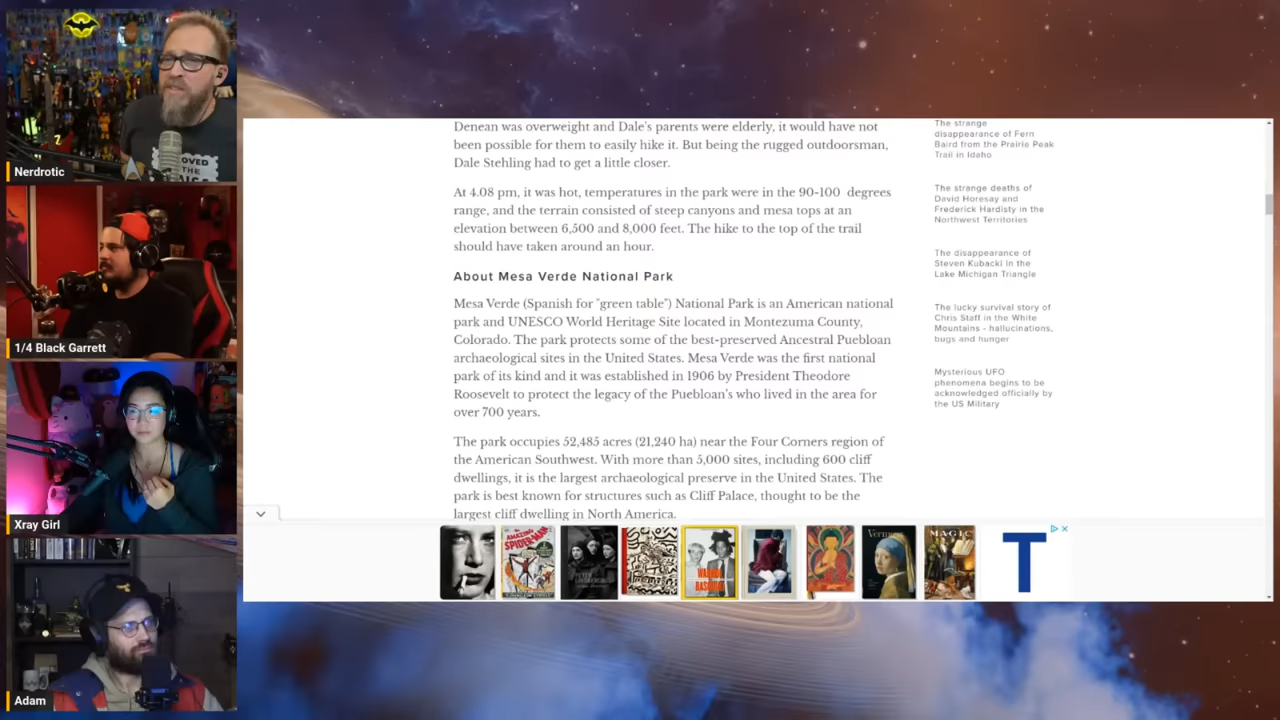 OVED
THE
Nerdrotic
1/4 Black Garrett
Xray Girl
Adam
Denean was overweight and Dale's parents were elderly, it would have not
been possible for them to easily hike it. But being the rugged outdoorsman,
Dale Stehling had to get a little closer.
At 4.08 pm, it was hot, temperatures in the park were in the 90-100 degrees
range, and the terrain consisted of steep canyons and mesa tops at an
elevation between 6,500 and 8,000 feet. The hike to the top of the trail
should have taken around an hour.
About Mesa Verde National Park
Mesa Verde (Spanish for "green table") National Park is an American national
park and UNESCO World Heritage Site located in Montezuma County,
Colorado. The park protects some of the best-preserved Ancestral Puebloan
archaeological sites in the United States. Mesa Verde was the first national
park of its kind and it was established in 1906 by President Theodore
Roosevelt to protect the legacy of the Puebloan's who lived in the area for
over 700 years.
The park occupies 52,485 acres (21,240 ha) near the Four Corners region of
the American Southwest. With more than 5,000 sites, including 600 cliff
dwellings, it is the largest archaeological preserve in the United States. The
park is best known for structures such as Cliff Palace, thought to be the
largest cliff dwelling in North America.
The strange
disappearance of Fern
Baird from the Prairie Peak
Trail in Idaho
The strange deaths of
David Horesay and
Frederick Hardisty in the
Northwest Territories
The disappearance of
Steven Kubacki in the
Lake Michigan Triangle
The lucky survival story of
Chris Staff in the White
Mountains - hallucinations,
bugs and hunger
Mysterious UFO
phenomena begins to be
acknowledged officially by
the US Military
AMAZING
SPIDER-MAN
PETER LINDBERGH
WARHOL
BASQUIAT
Vermeer
MAGIC
T